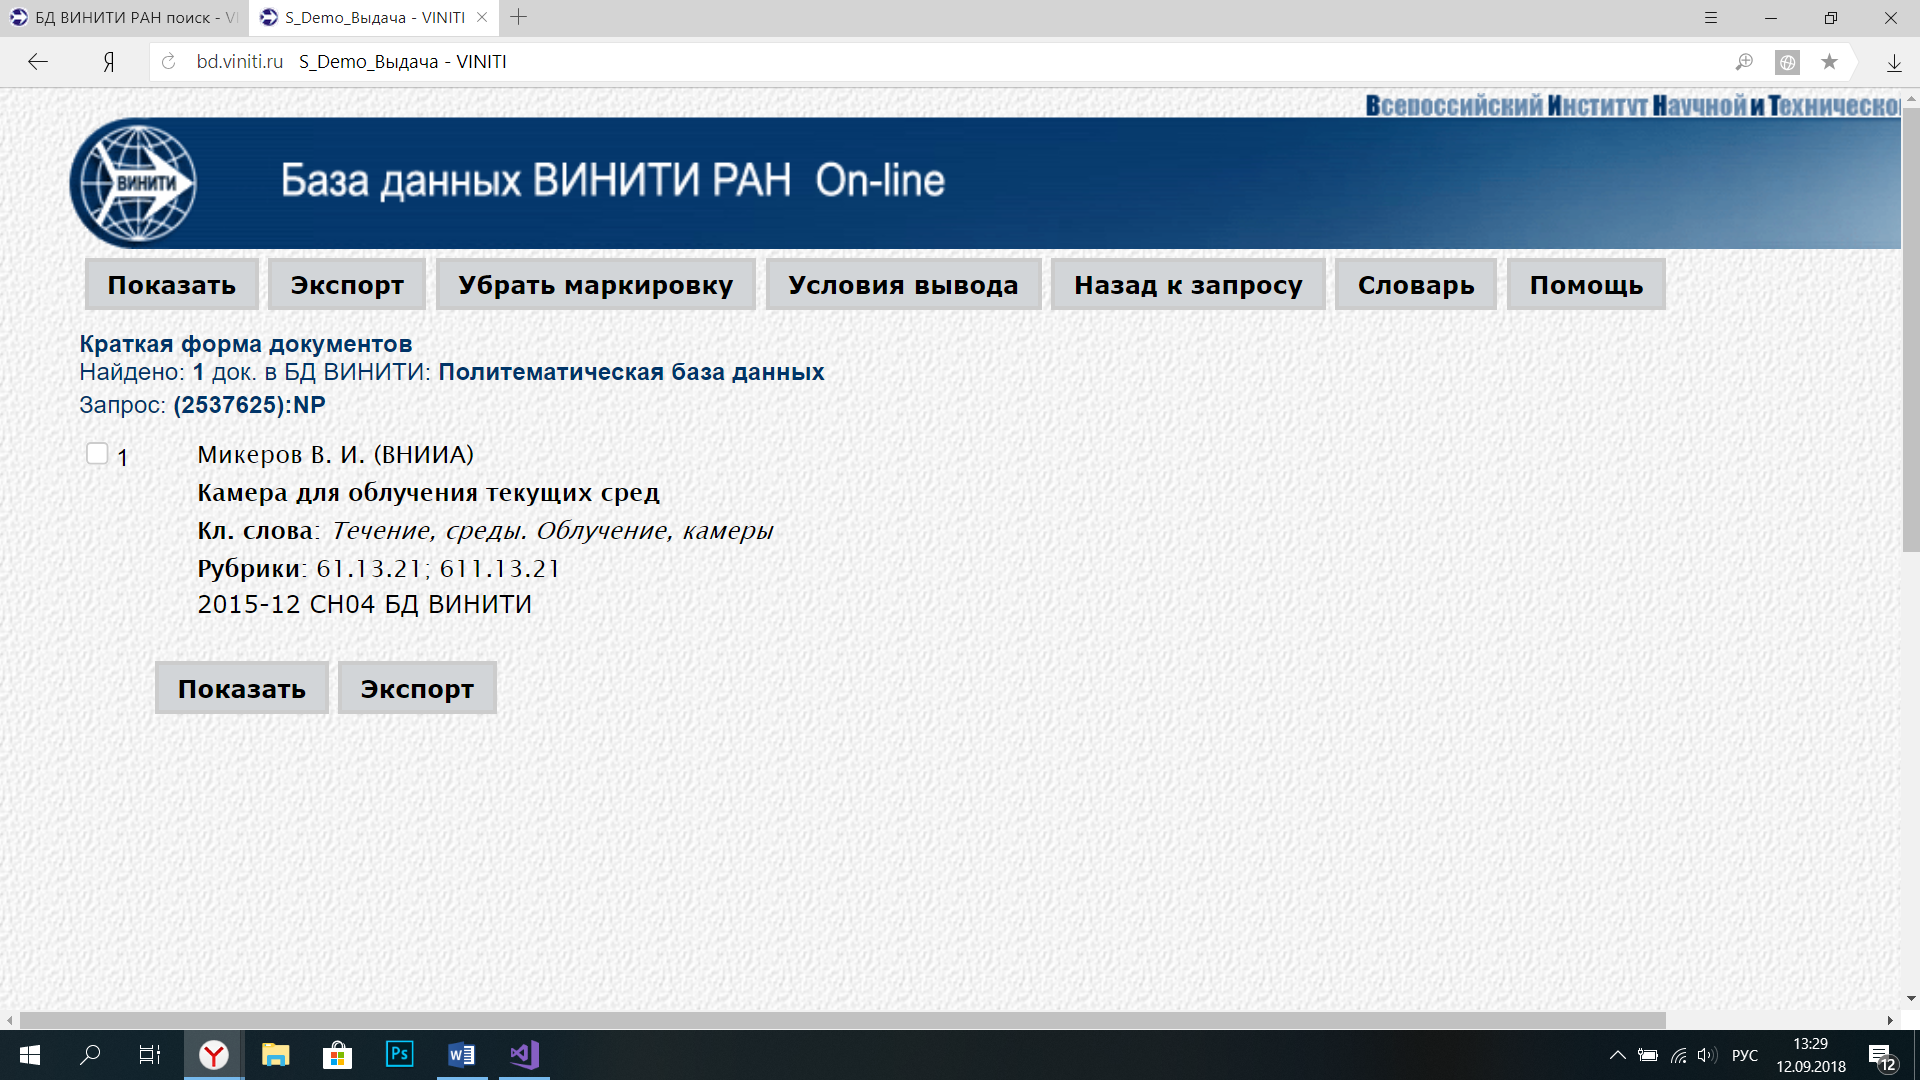 БД ВИНИТИ РАН поиск - VI
S_Demo_Выдача - VINITI
Я
bd.viniti.ru S_Demo_Выдача - VINITI
Всероссийский Институт Научной и Техническо
ВИНИТИ
База данных ВИНИТИ РАН On-line
Показать Экспорт Убрать маркировку Условия вывода Назад к запросу Словарь Помощь
Краткая форма документов
Найдено: 1 док. в БД ВИНИТИ: Политематическая база данных
Запрос: (2537625):NP
1 Микеров В. И. (ВНИИА)
Камера для облучения текущих сред
Кл. слова: Течение, среды. Облучение, камеры
Рубрики: 61.13.21; 611.13.21
2015-12 CH04 БД ВИНИТИ
Показать Экспорт
Ps
W
РУС
13:29
12.09.2018
12